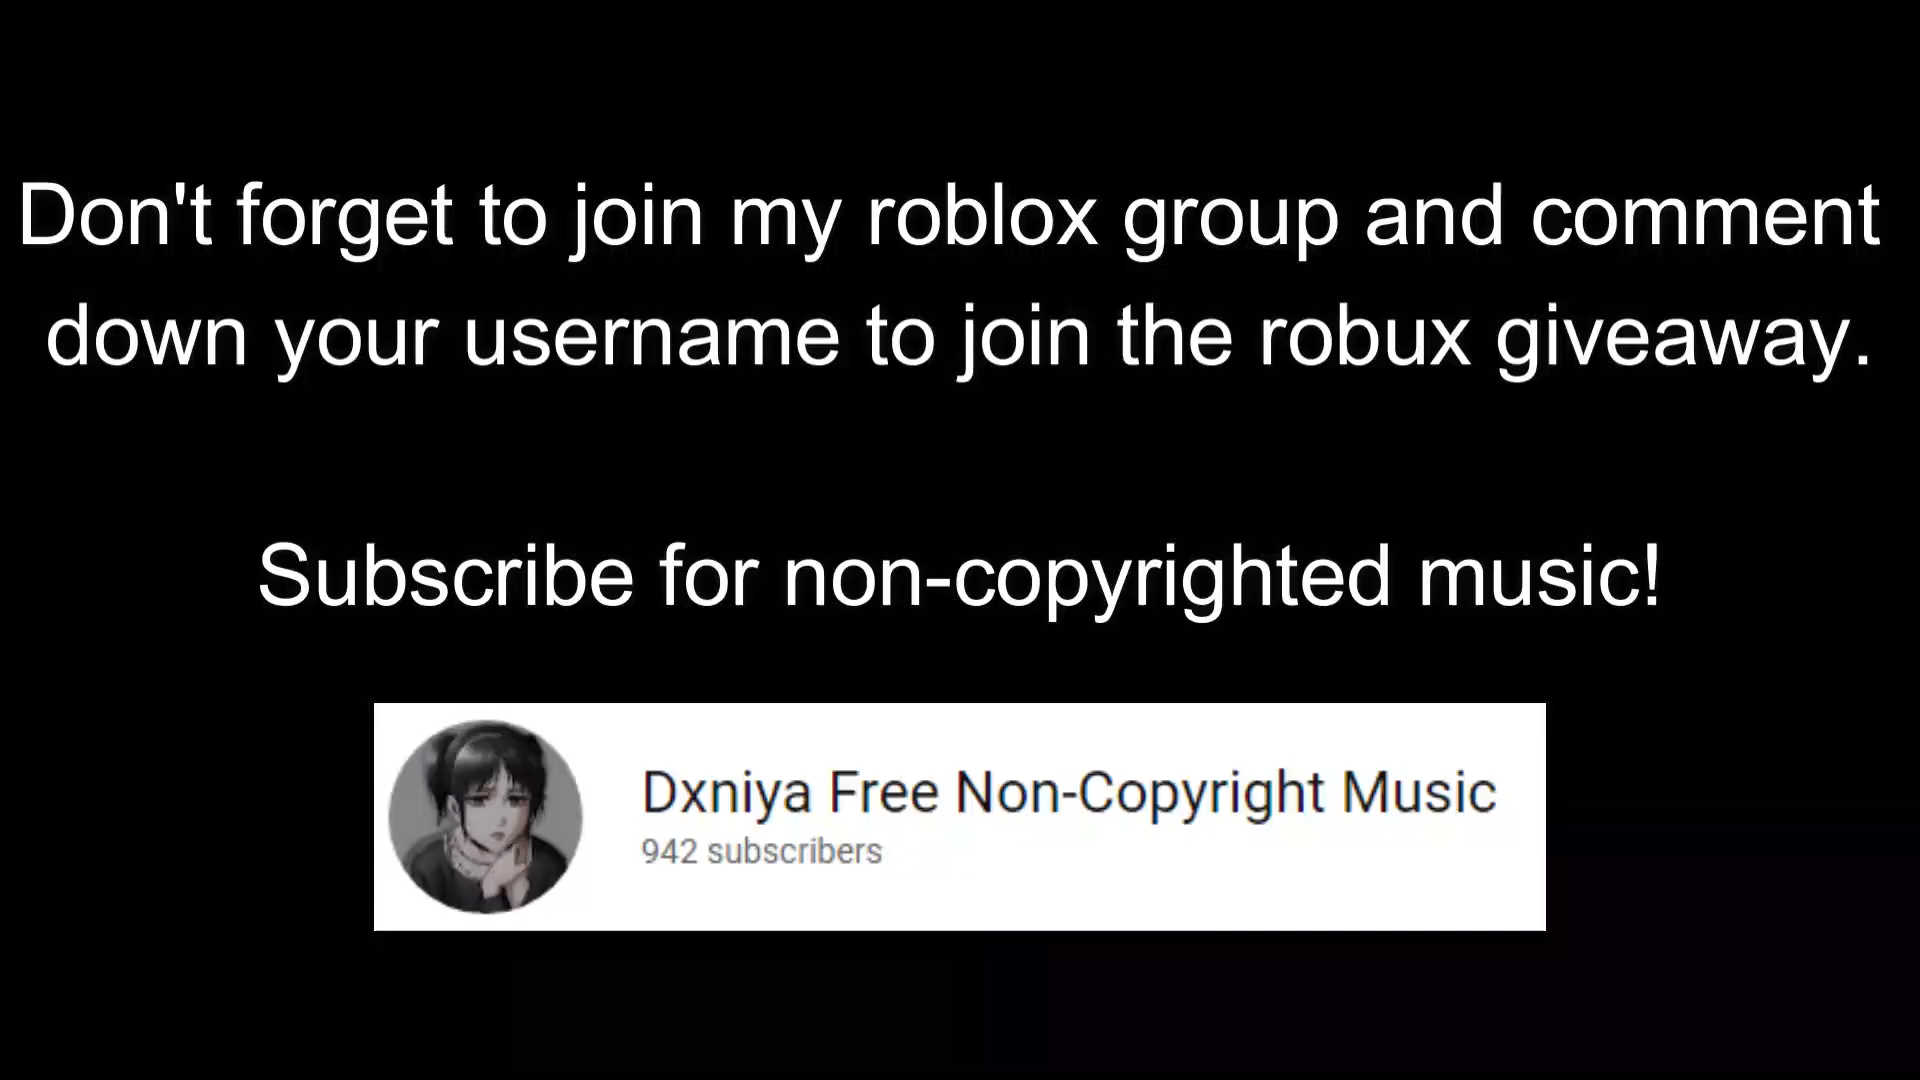 Don't forget to join my roblox group and comment
down your username to join the robux giveaway.
Subscribe for non-copyrighted music!
Dxniya Free Non-Copyright Music
942 subscribers